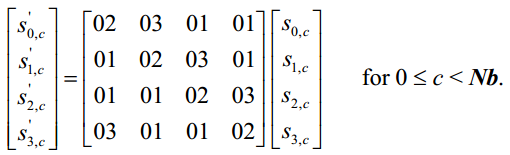 s'0,c 02 03 01 01 s0,c
s'1,c 01 02 03 01 s1,c
= for 0 ≤ c < Nb.
s'2,c 01 01 02 03 s2,c
s'3,c 03 01 01 02 s3,c